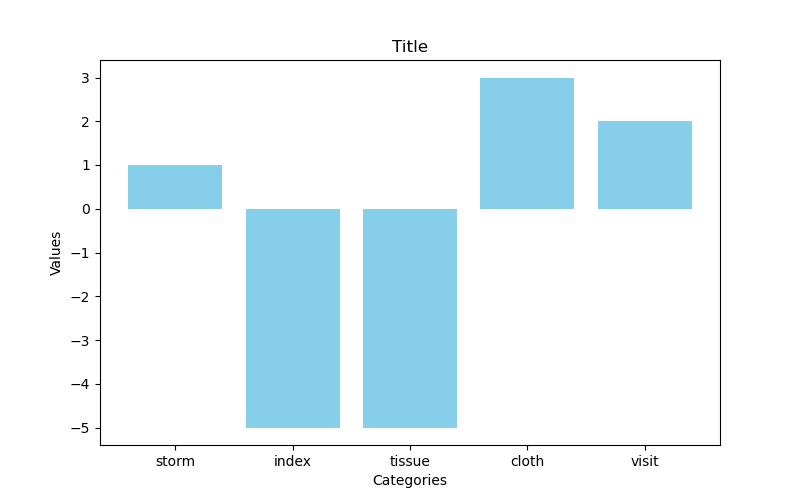 Title
Values
3
2
1
0
−1
−2
−3
−4
−5
storm index tissue cloth visit
Categories